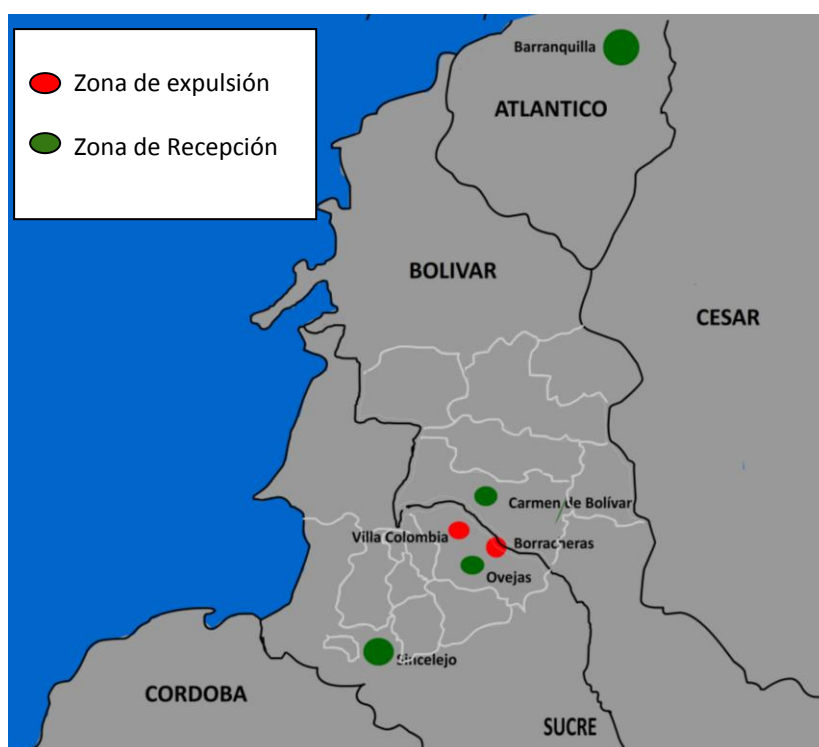 Zona de expulsión
Zona de Recepción
Barranquilla
ATLANTICO
BOLIVAR
CESAR
Carmen de Bolívar
Villa Colombia
Borracheras
Ovejas
Sincelejo
CORDOBA
SUCRE